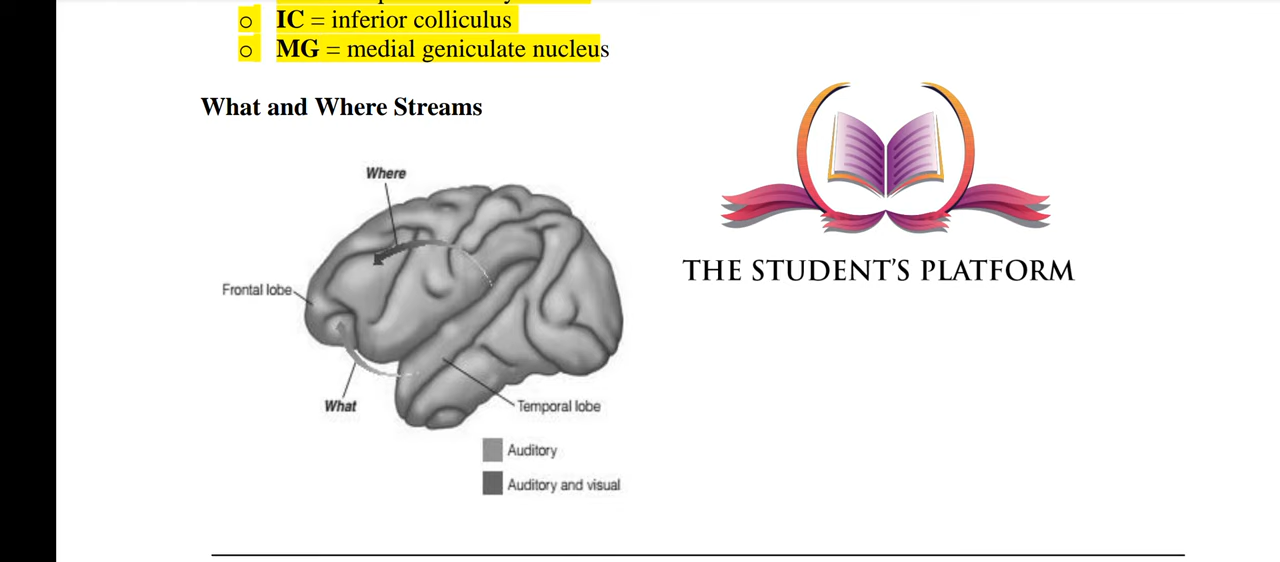 o IC = inferior colliculus
o MG = medial geniculate nucleus
What and Where Streams
Where
Frontal lobe
What
Temporal lobe
Auditory
Auditory and visual
THE STUDENT'S PLATFORM